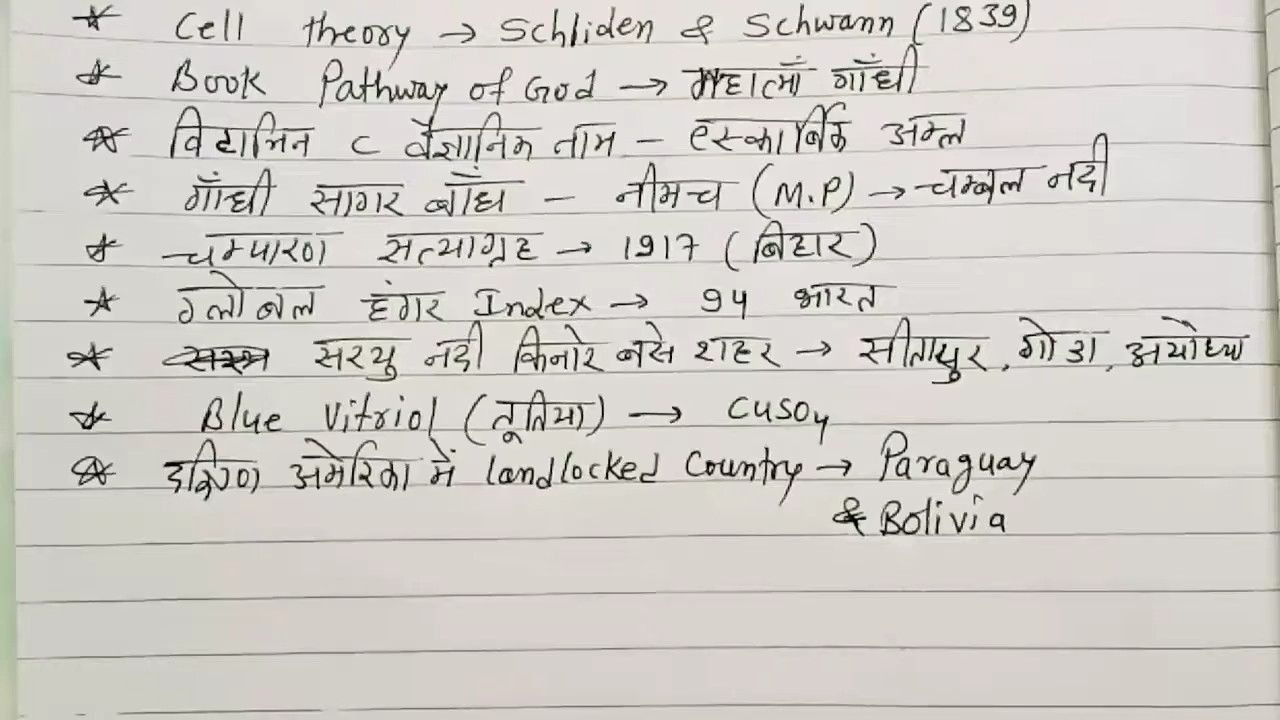 ☆ Cell theory → Schliden & Schwann (1839)
☆ Book Pathway of God → महात्माँ गाँधी
☆ विटामिन C वैज्ञानिक नाम - एस्कार्बिक अम्ल
☆ गाँधी सागर बाँध - नीमच (M.P) → चम्बल नदी
☆ चम्पारण सत्याग्रह → 1917 (बिहार)
☆ ग्लोबल हंगर Index → 94 भारत
☆ सरयु नदी किनोर बसे शहर → सीतापुर, गोंडा, अयोध्य
☆ Blue Vitriol (तूतिया) → CuSO4
☆ दक्षिण अमेरिका में landlocked Country → Paraguay
& Bolivia